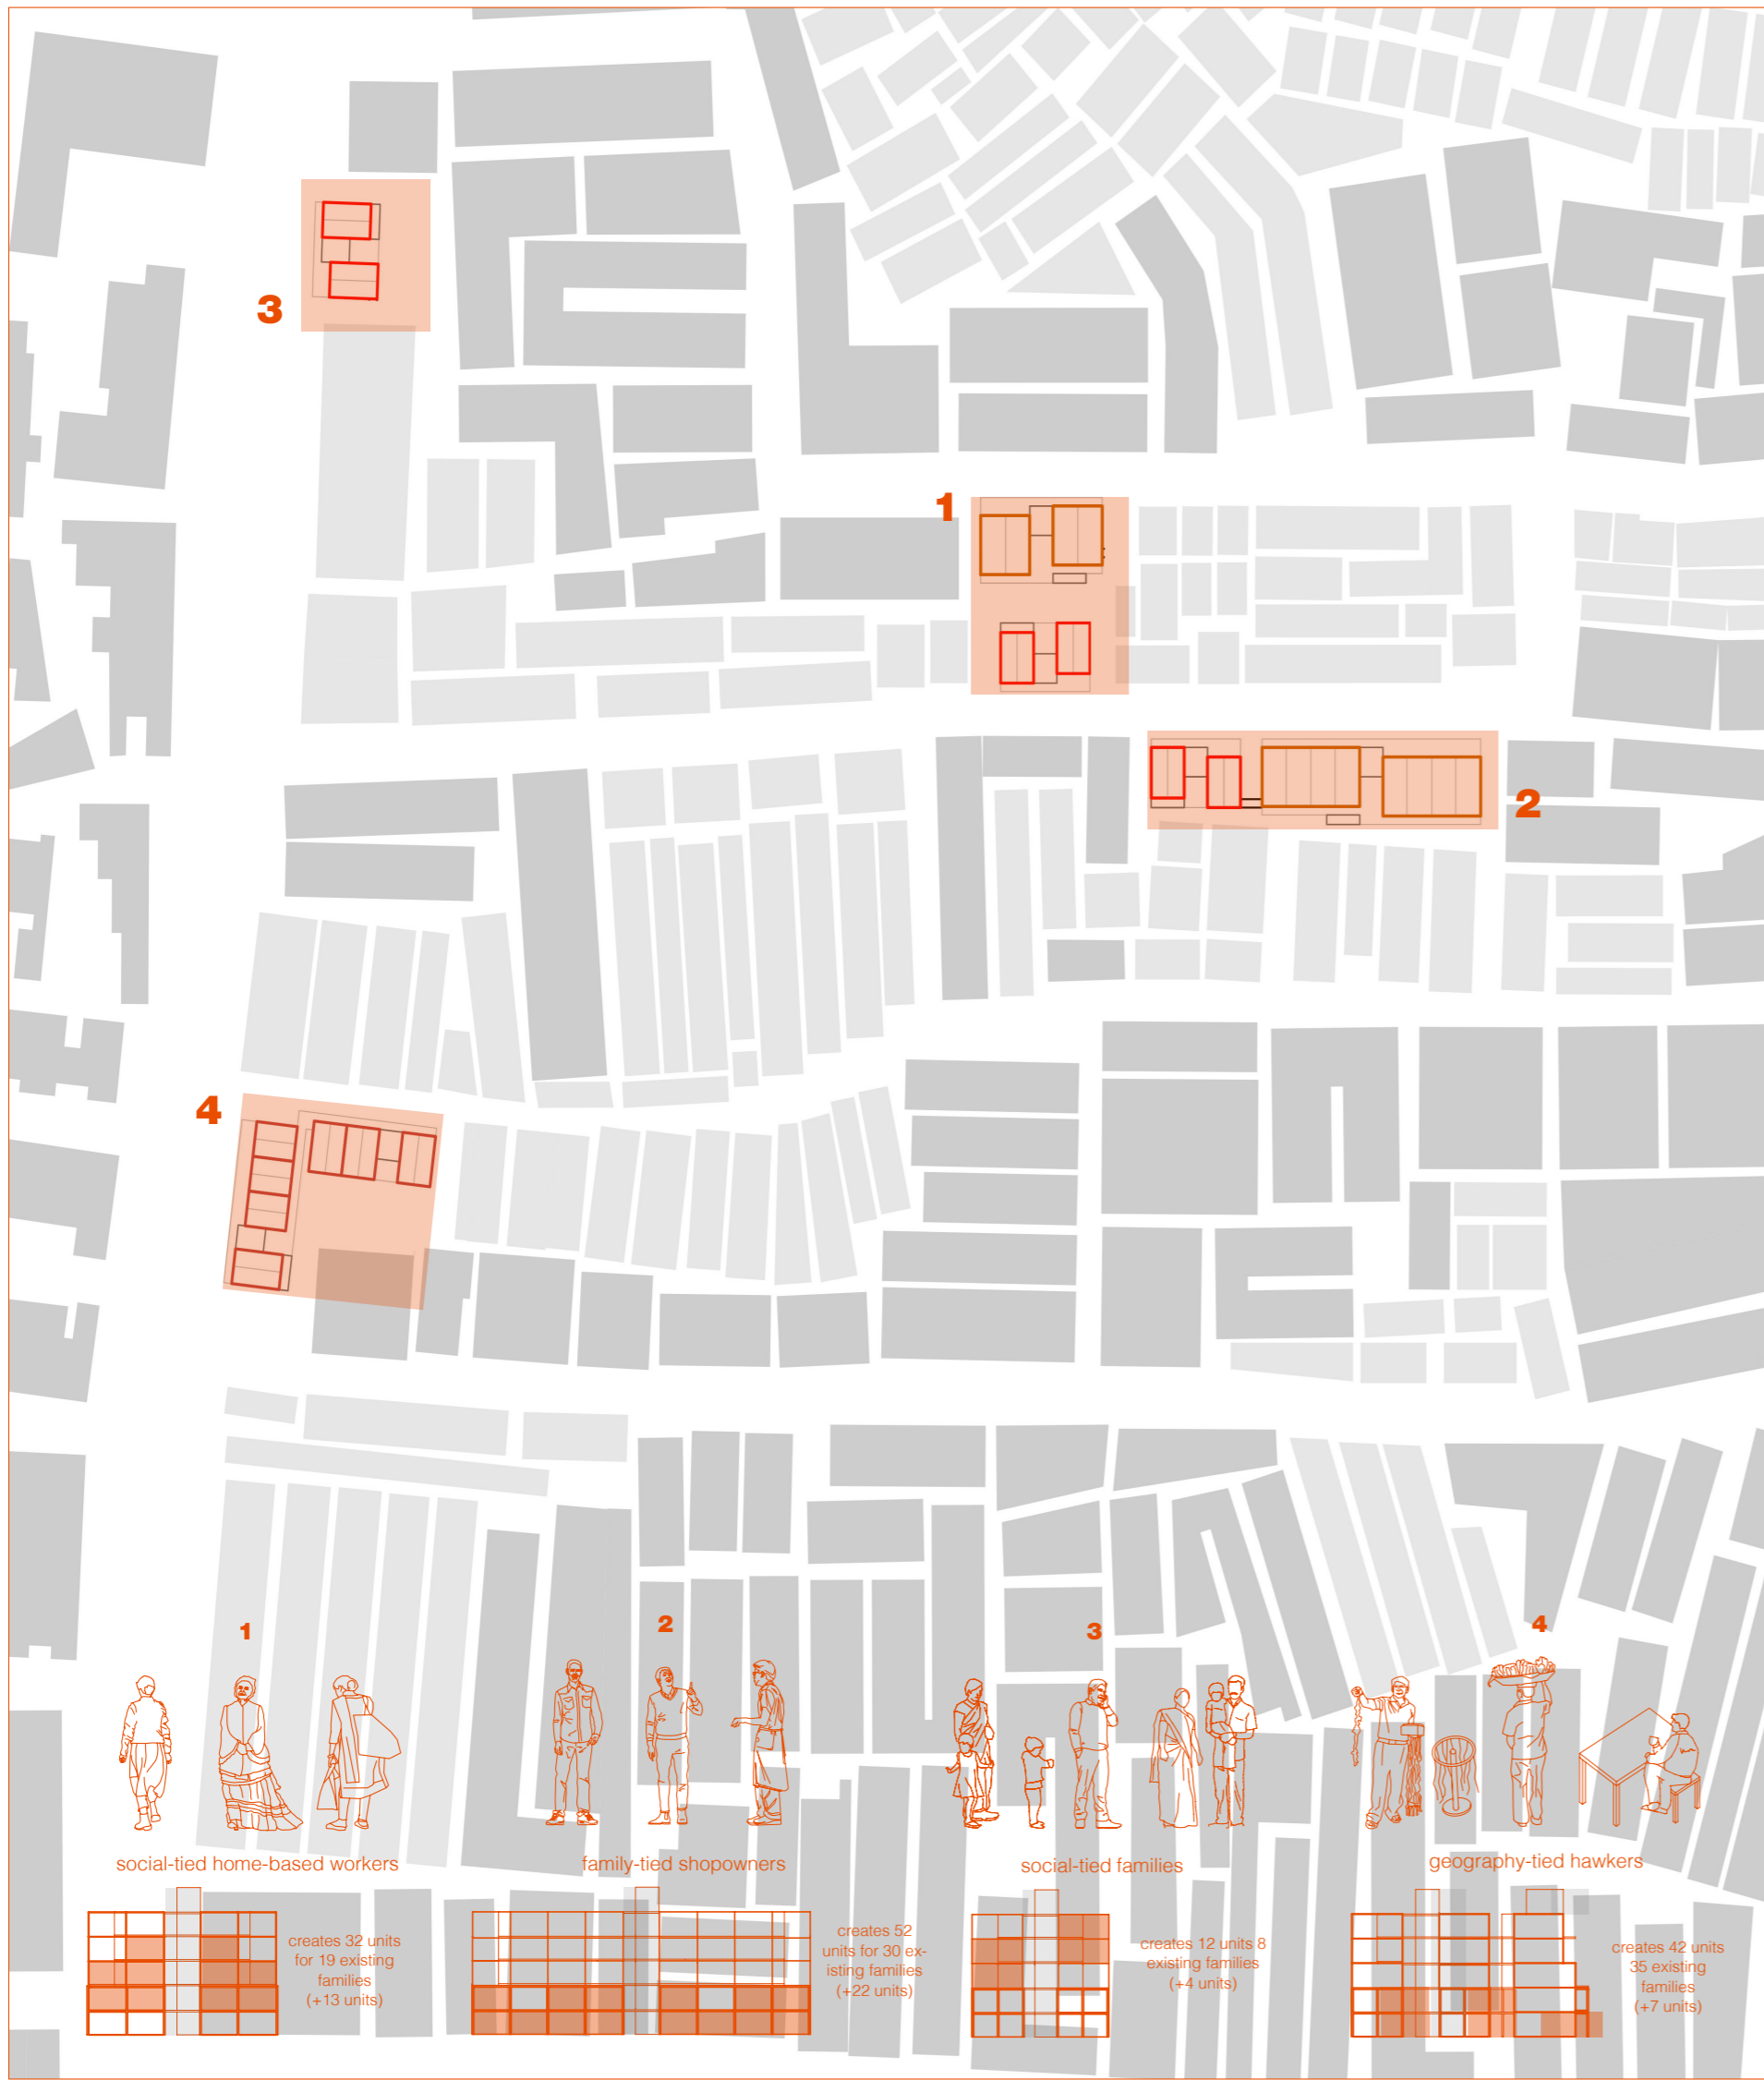 3
1
2
4
1
2
3
4
social-tied home-based workers
family-tied shopowners
social-tied families
geography-tied hawkers
creates 32 units
for 19 existing
families
(+13 units)
creates 52
units for 30 ex-
isting families
(+22 units)
creates 12 units 8
existing families
(+4 units)
creates 42 units
35 existing
families
(+7 units)